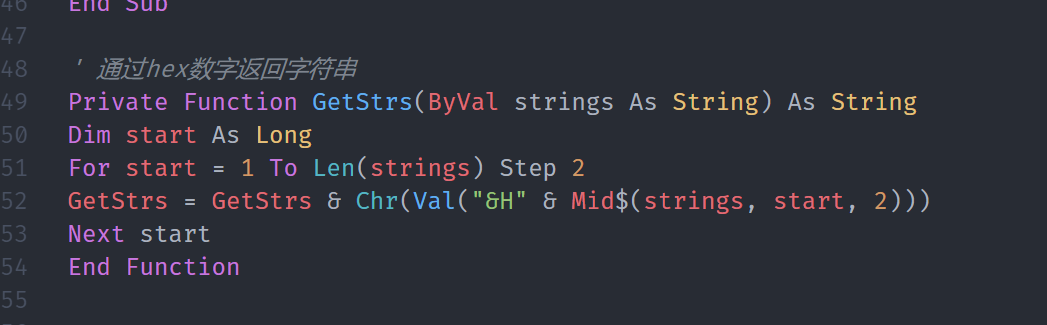 46 End Sub
47
48 ' 通过hex数字返回字符串
49 Private Function GetStrs(ByVal strings As String) As String
50 Dim start As Long
51 For start = 1 To Len(strings) Step 2
52 GetStrs = GetStrs & Chr(Val("&H" & Mid$(strings, start, 2)))
53 Next start
54 End Function
55